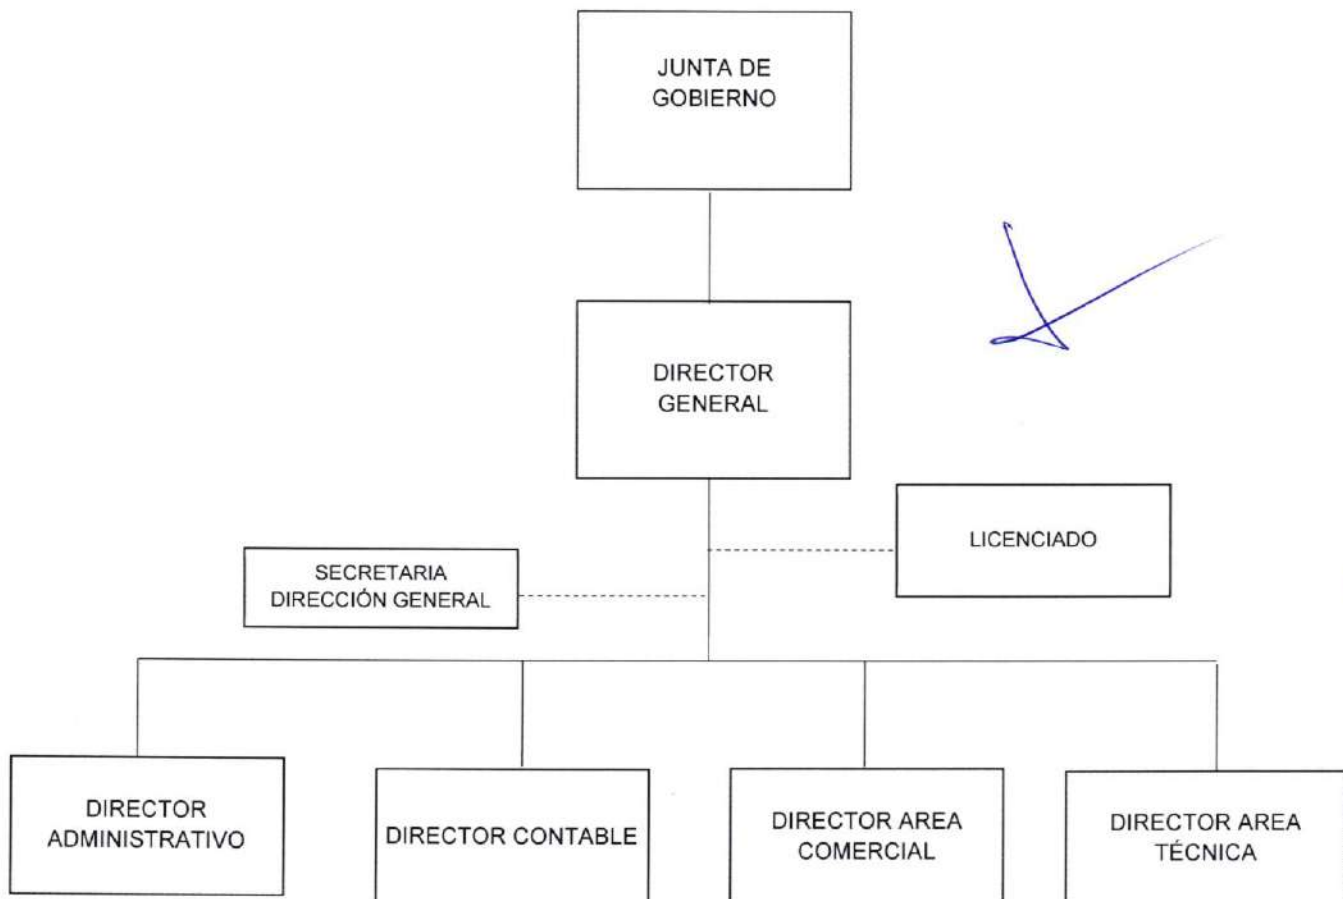 JUNTA DE
GOBIERNO
DIRECTOR
GENERAL
LICENCIADO
SECRETARIA
DIRECCIÓN GENERAL
DIRECTOR
ADMINISTRATIVO
DIRECTOR CONTABLE
DIRECTOR AREA
COMERCIAL
DIRECTOR AREA
TÉCNICA